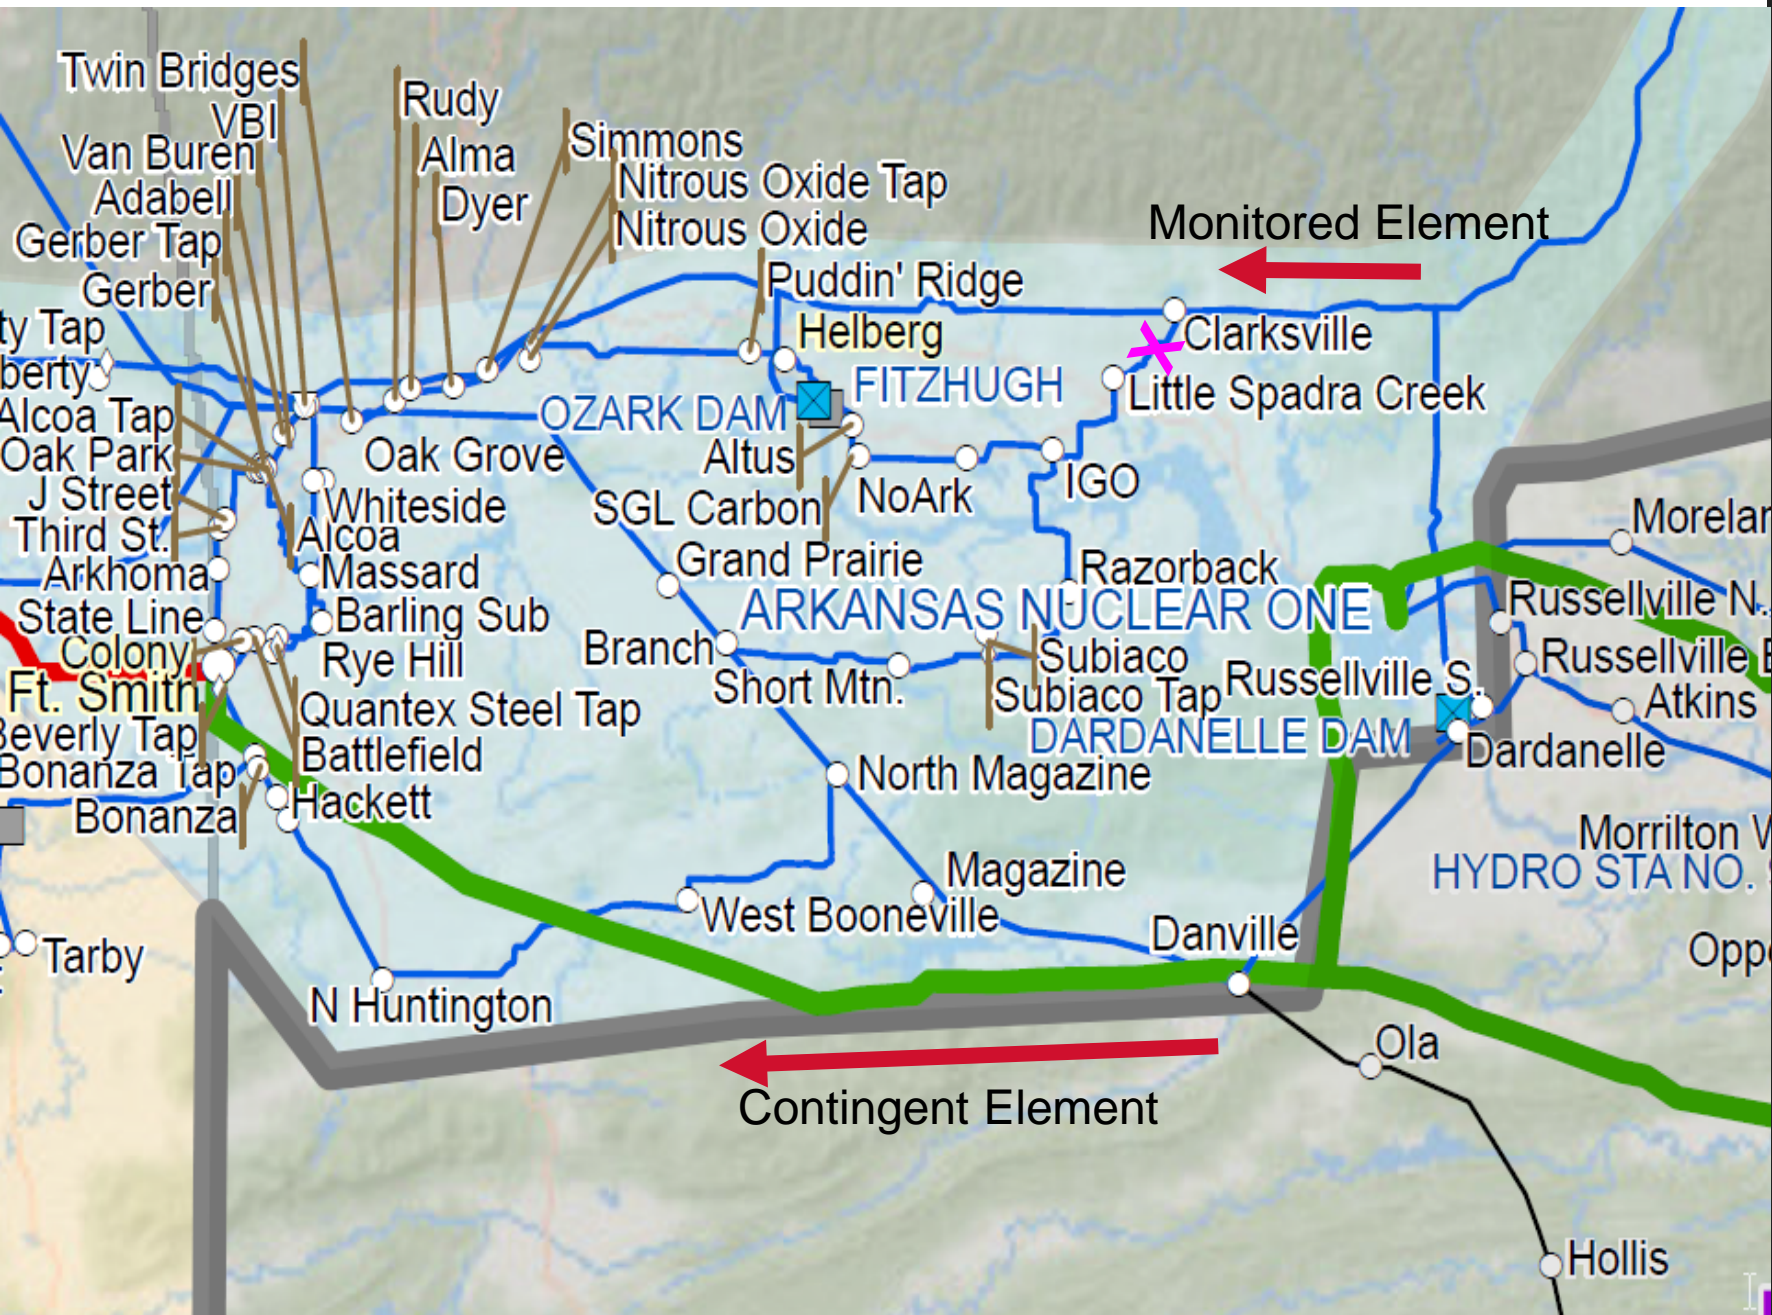 Twin Bridges
VBI
Van Buren
Adabell
Gerber Tap
Gerber
ty Tap
berty
Alcoa Tap
Oak Park
J Street
Third St.
Arkhoma
State Line
Colony
Ft. Smith
Beverly Tap
Bonanza Tap
Bonanza
Rudy
Alma
Dyer
Simmons
Nitrous Oxide Tap
Nitrous Oxide
Puddin' Ridge
Helberg
Monitored Element
Clarksville
Little Spadra Creek
FITZHUGH
OZARK DAM
Oak Grove
Altus
Whiteside
SGL Carbon
NoArk
IGO
Alcoa
Massard
Grand Prairie
Razorback
Barling Sub
ARKANSAS NUCLEAR ONE
Rye Hill
Branch
Short Mtn.
Subiaco
Subiaco Tap
Quantex Steel Tap
Battlefield
Hackett
North Magazine
Morelan
Russellville N.
Russellville E
Russellville S.
Atkins
DARDANELLE DAM
Dardanelle
Morrilton W
HYDRO STA NO. 9
Magazine
West Booneville
Danville
Oppe
Tarby
N Huntington
Ola
Contingent Element
Hollis